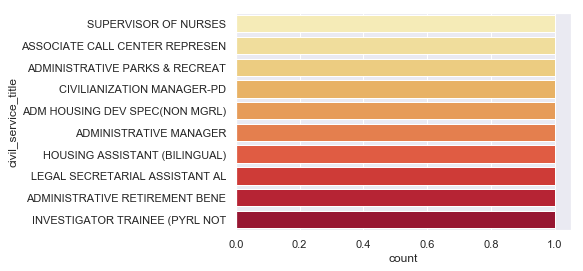 SUPERVISOR OF NURSES
ASSOCIATE CALL CENTER REPRESEN
ADMINISTRATIVE PARKS & RECREAT
CIVILIANIZATION MANAGER-PD
ADM HOUSING DEV SPEC(NON MGRL)
ADMINISTRATIVE MANAGER
HOUSING ASSISTANT (BILINGUAL)
LEGAL SECRETARIAL ASSISTANT AL
ADMINISTRATIVE RETIREMENT BENE
INVESTIGATOR TRAINEE (PYRL NOT
civil_service_title
0.0 0.2 0.4 0.6 0.8 1.0
count